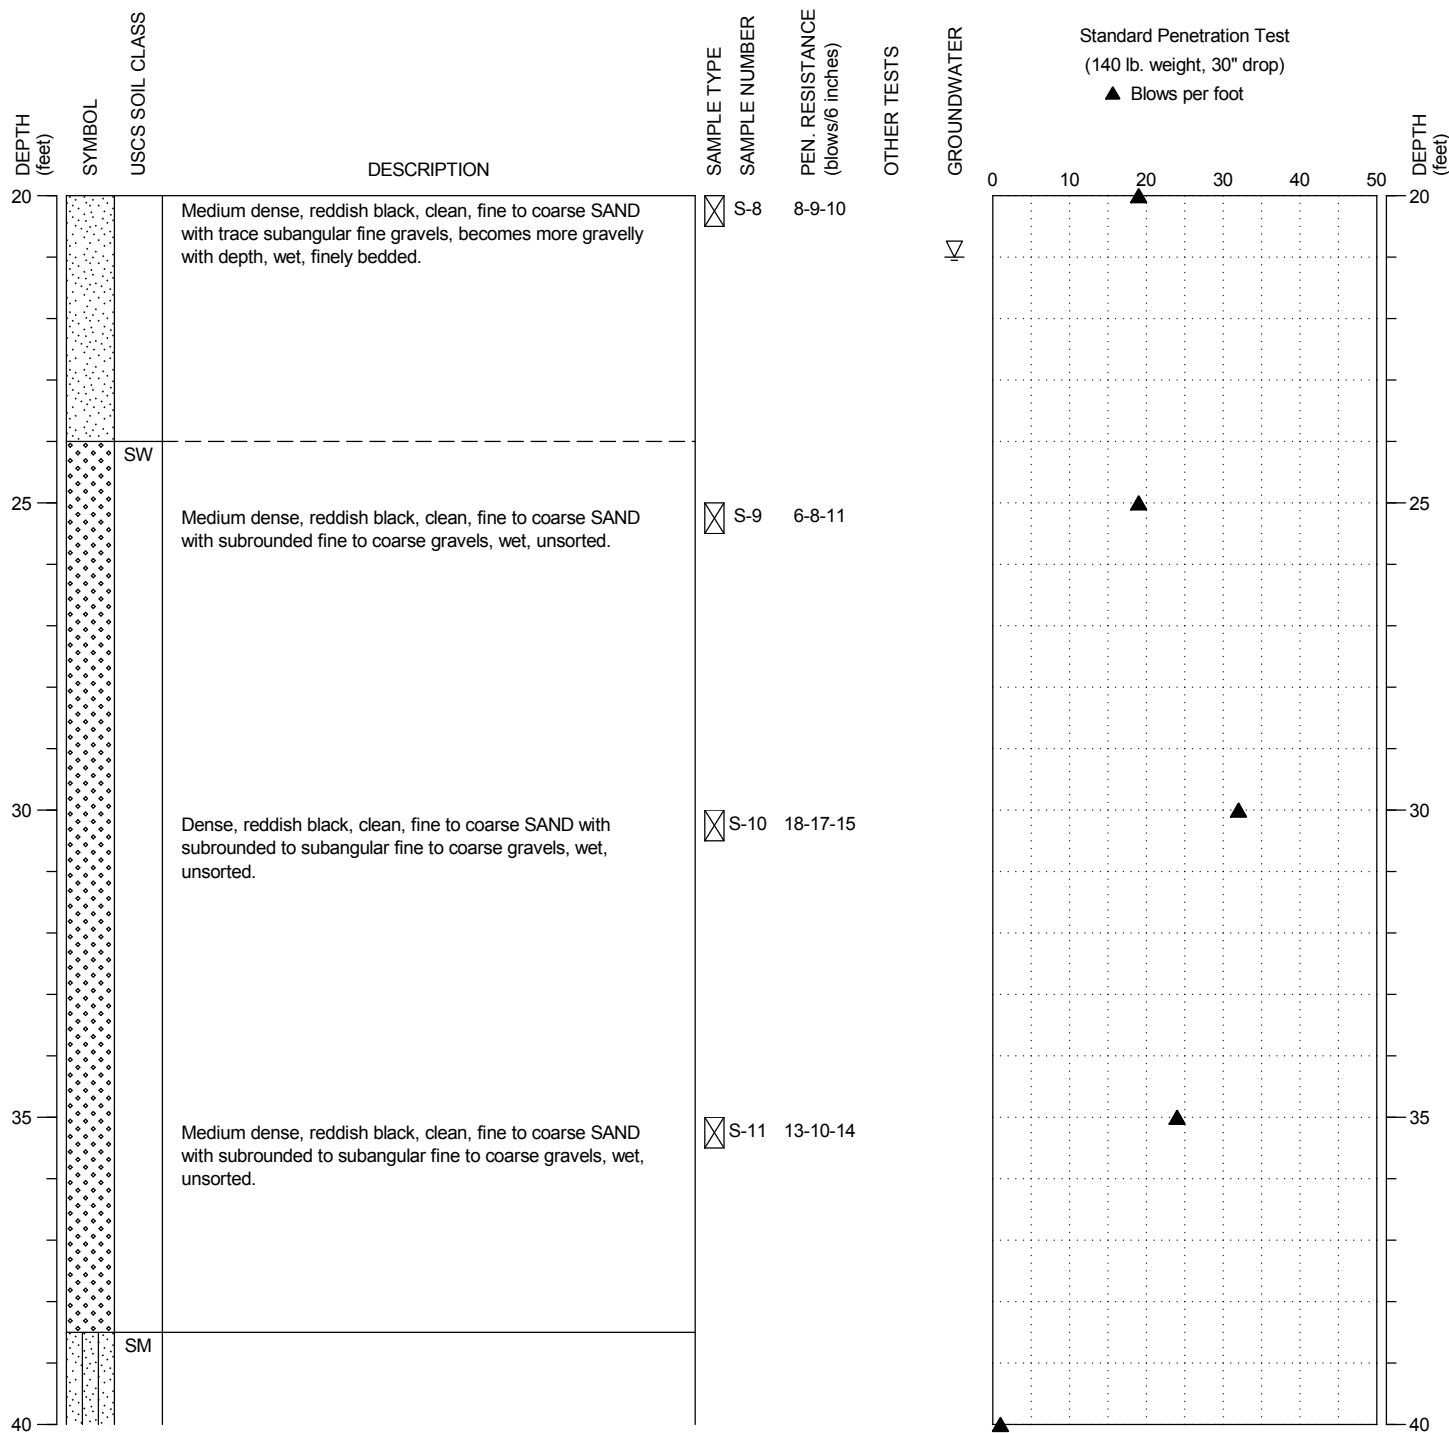 DEPTH
(feet)
SYMBOL
USCS SOIL CLASS
DESCRIPTION
SAMPLE TYPE
SAMPLE NUMBER
PEN. RESISTANCE
(blows/6 inches)
OTHER TESTS
GROUNDWATER
Standard Penetration Test
(140 lb. weight, 30" drop)
▲ Blows per foot
DEPTH
(feet)
0 10 20 30 40 50
20
Medium dense, reddish black, clean, fine to coarse SAND
with trace subangular fine gravels, becomes more gravelly
with depth, wet, finely bedded.
S-8 8-9-10
20
SW
25
Medium dense, reddish black, clean, fine to coarse SAND
with subrounded fine to coarse gravels, wet, unsorted.
S-9 6-8-11
25
30
Dense, reddish black, clean, fine to coarse SAND with
subrounded to subangular fine to coarse gravels, wet,
unsorted.
S-10 18-17-15
30
35
Medium dense, reddish black, clean, fine to coarse SAND
with subrounded to subangular fine to coarse gravels, wet,
unsorted.
S-11 13-10-14
35
SM
40
40